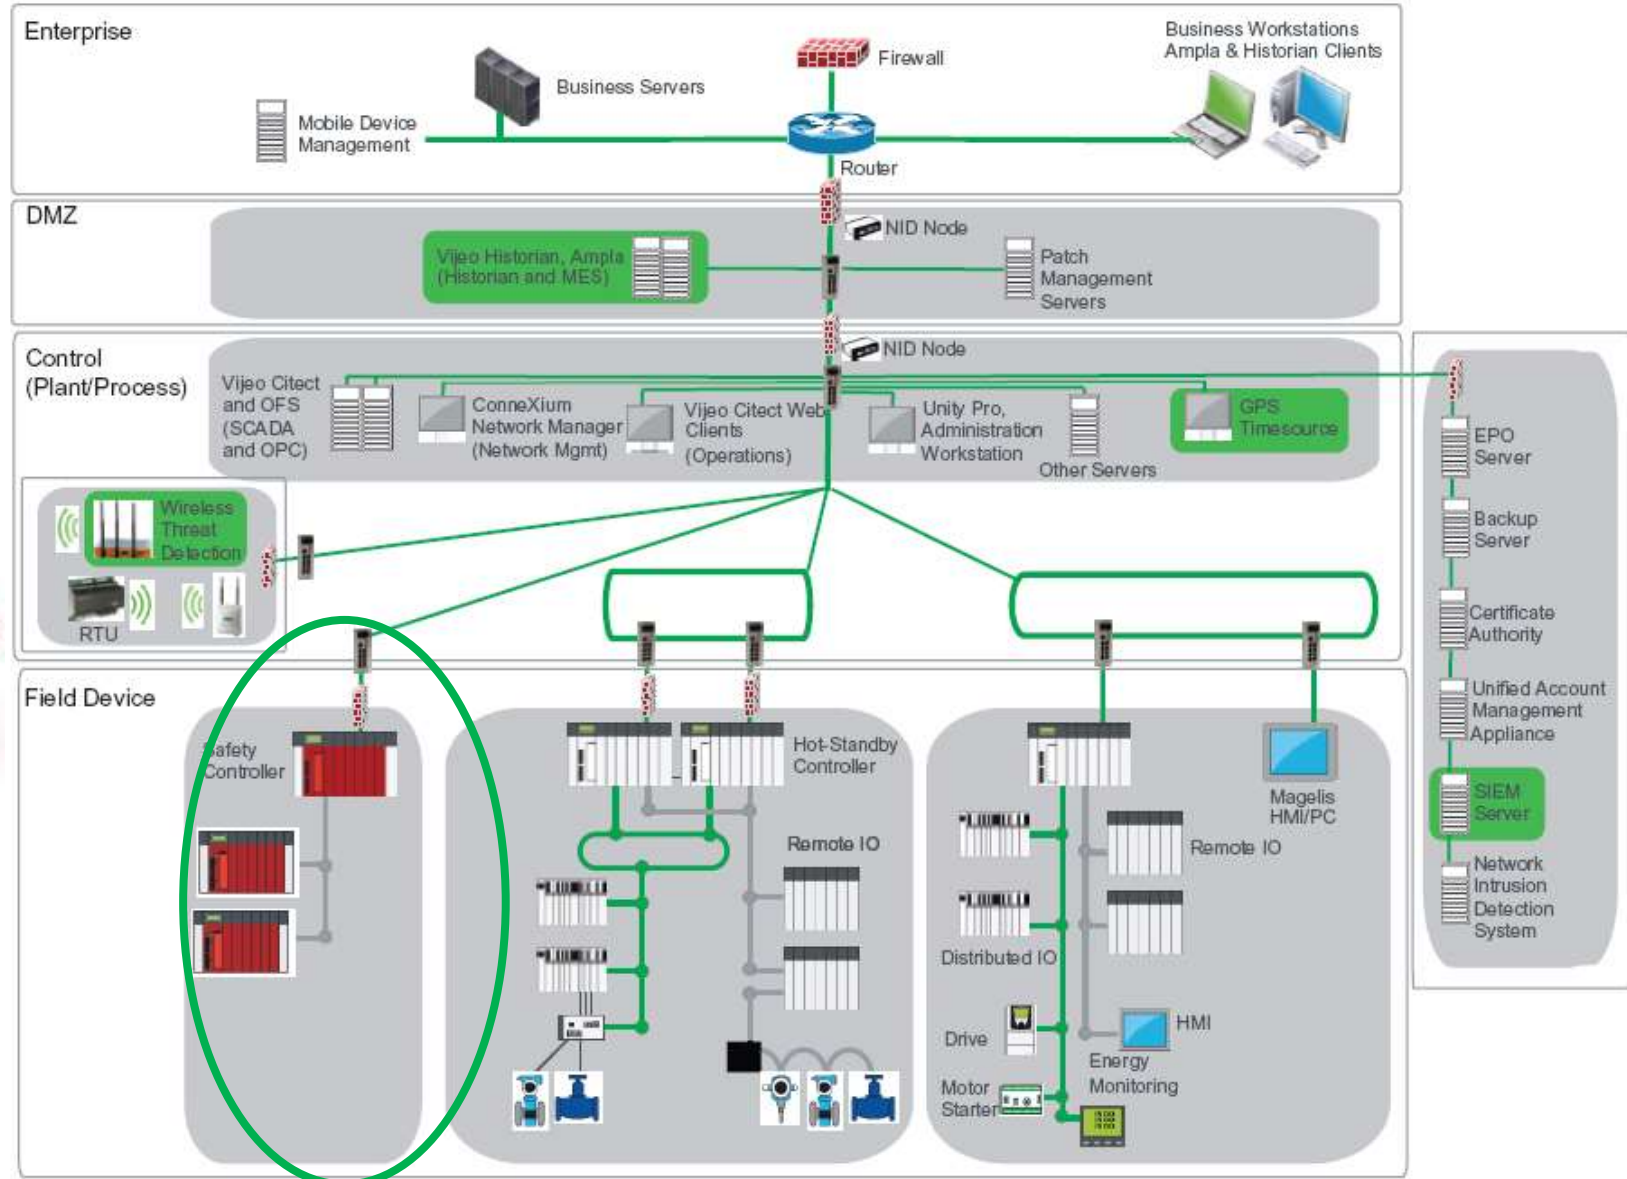 Enterprise
Business Servers
Mobile Device
Management
Firewall
Router
Business Workstations
Ampla & Historian Clients
DMZ
NID Node
Vijeo Historian, Ampla
(Historian and MES)
Patch
Management
Servers
Control
(Plant/Process)
NID Node
Vijeo Citect
and OFS
(SCADA
and OPC)
ConneXium
Network Manager
(Network Mgmt)
Vijeo Citect Web
Clients
(Operations)
Unity Pro,
Administration
Workstation
Other Servers
GPS
Timesource
Wireless
Threat
Detection
RTU
EPO
Server
Backup
Server
Certificate
Authority
Unified Account
Management
Appliance
SIEM
Server
Network
Intrusion
Detection
System
Field Device
Safety
Controller
Hot-Standby
Controller
Remote IO
Magelis
HMI/PC
Remote IO
Distributed IO
Drive
HMI
Energy
Monitoring
Motor
Starter